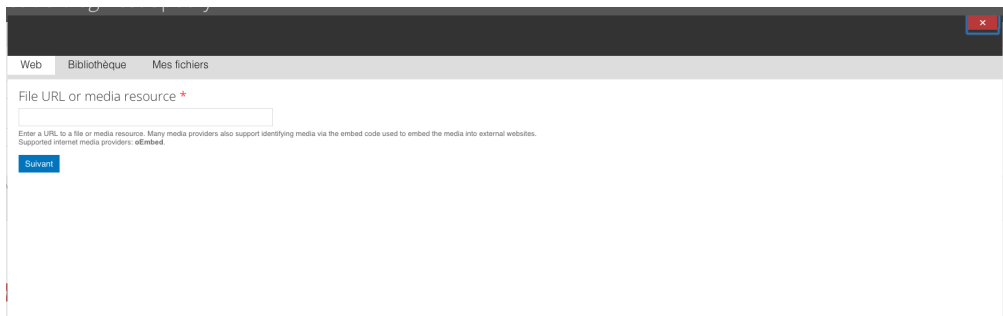 ×
Web Bibliothèque Mes fichiers
File URL or media resource *
Enter a URL to a file or media resource. Many media providers also support identifying media via the embed code used to embed the media into external websites.
Supported internet media providers: oEmbed.
Suivant